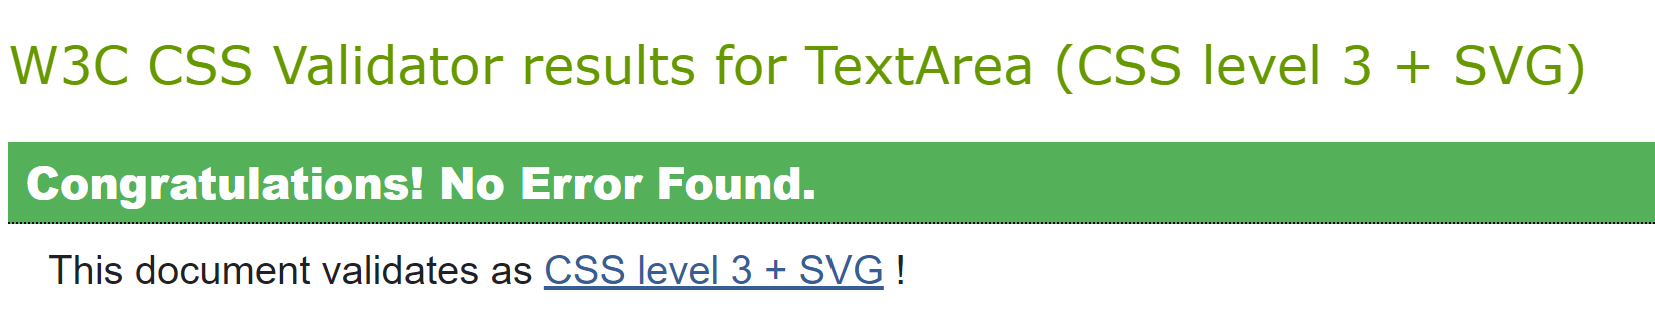 W3C CSS Validator results for TextArea (CSS level 3 + SVG)
Congratulations! No Error Found.
This document validates as CSS level 3 + SVG !